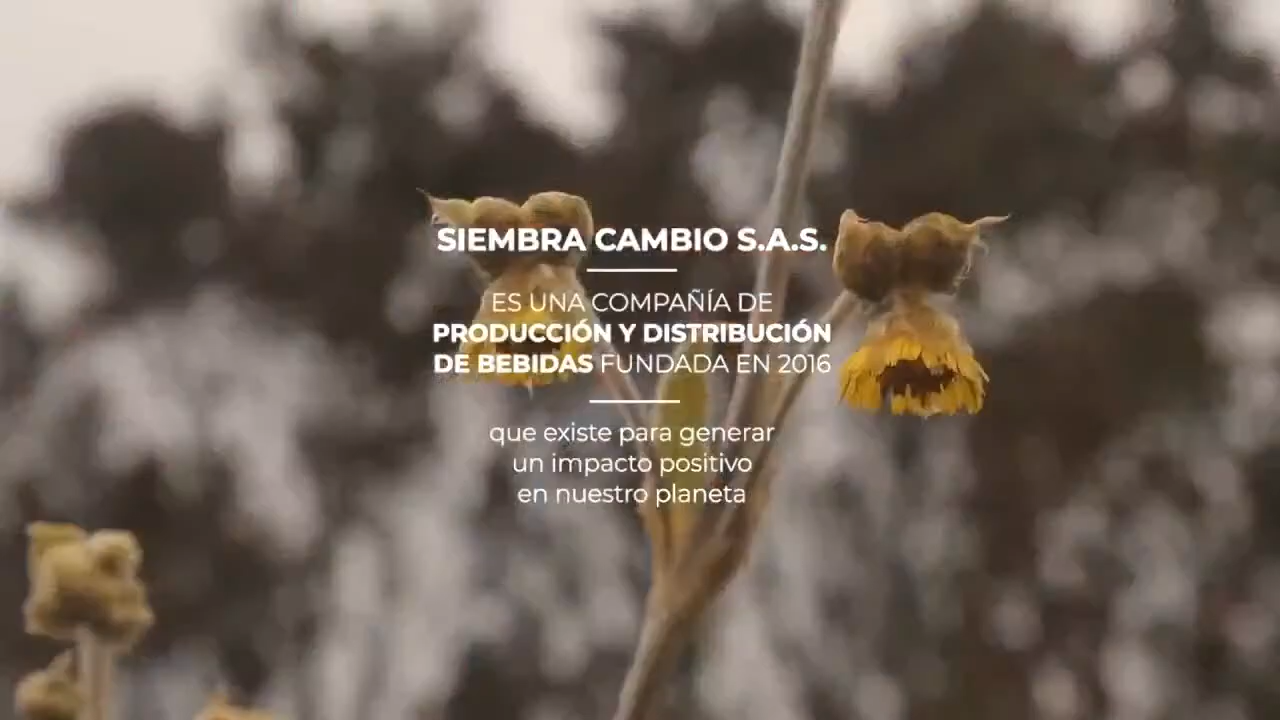 SIEMBRA CAMBIO S.A.S.
ES UNA COMPAÑÍA DE
PRODUCCIÓN Y DISTRIBUCIÓN
DE BEBIDAS FUNDADA EN 2016
que existe para generar
un impacto positivo
en nuestro planeta